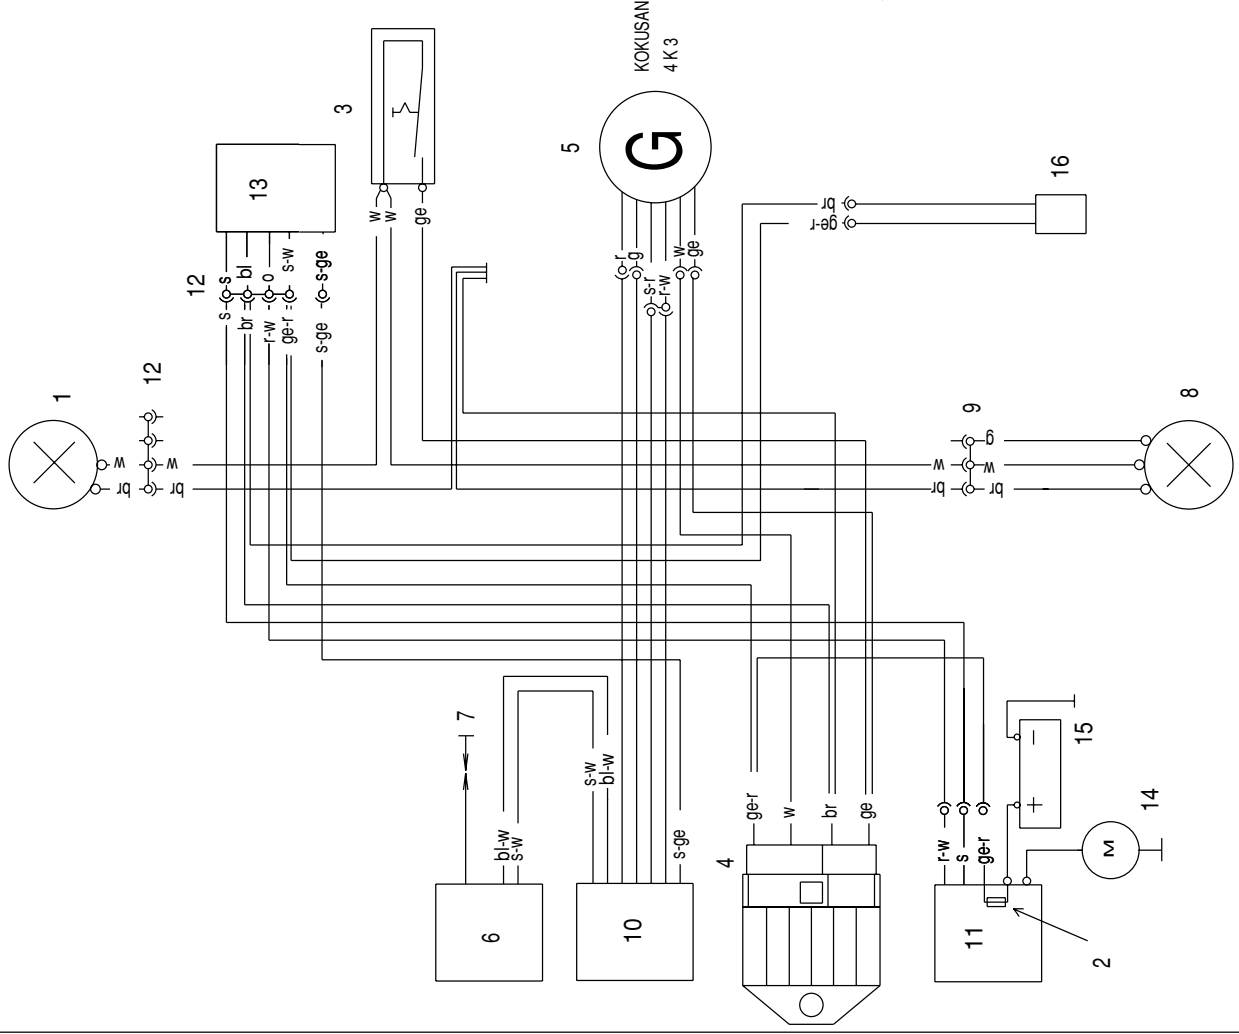 KOKUSAN
4 K 3
3
5
G
13
16
w
w
ge
br
ge-r
12
s
bl
o
s-w
s-ge
s
br
r-w
ge-r
s-ge
r
g
s-r
r-w
w
ge
1
12
w
br
w
br
9
8
g
w
w
br
br
7
s-w
bl-w
bl-w
s-w
s-ge
ge-r
w
br
ge
4
r-w
s
ge-r
+
–
15
14
M
6
10
11
2